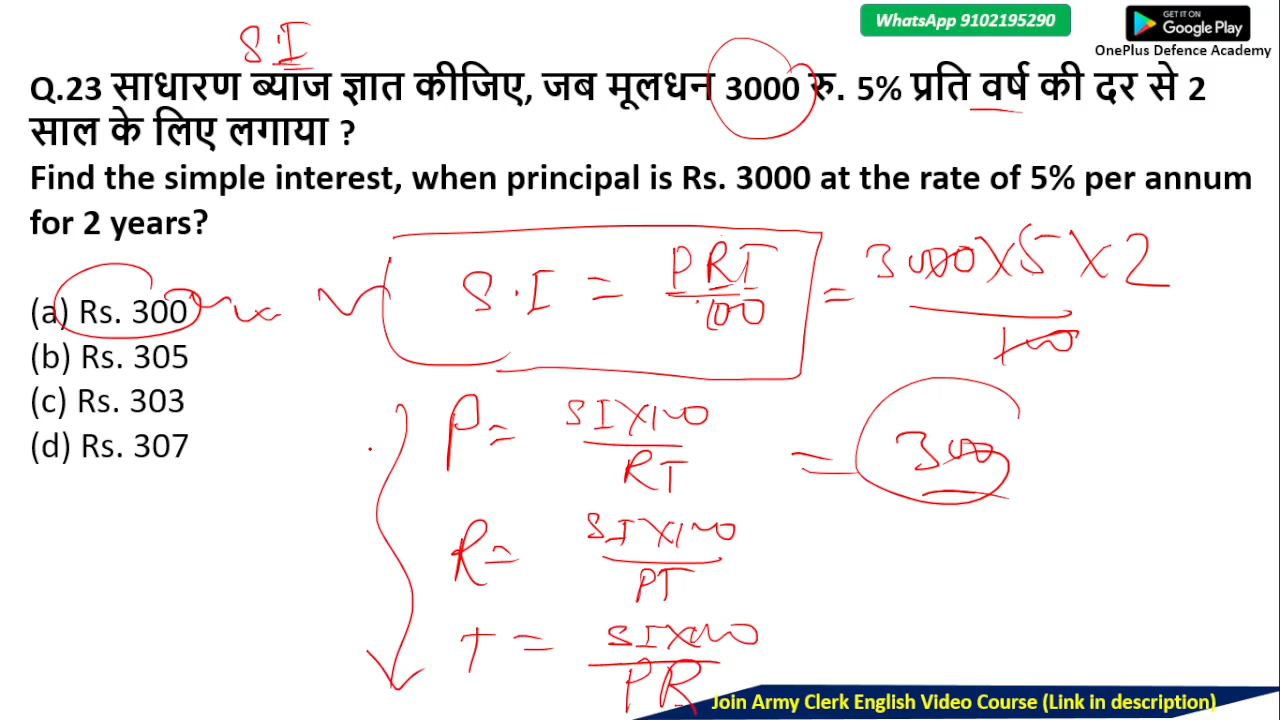 WhatsApp 9102195290
GET IT ON
Google Play
OnePlus Defence Academy
S.I
Q.23 साधारण ब्याज ज्ञात कीजिए, जब मूलधन 3000 रु. 5% प्रति वर्ष की दर से 2
साल के लिए लगाया ?
Find the simple interest, when principal is Rs. 3000 at the rate of 5% per annum
for 2 years?
(a) Rs. 300
(b) Rs. 305
(c) Rs. 303
(d) Rs. 307
S.I = PRT / 100 = 3000 X 5 X 2 / 100
= 300
P = SI X 100 / RT
R = SI X 100 / PT
T = SI X 100 / PR
Join Army Clerk English Video Course (Link in description)